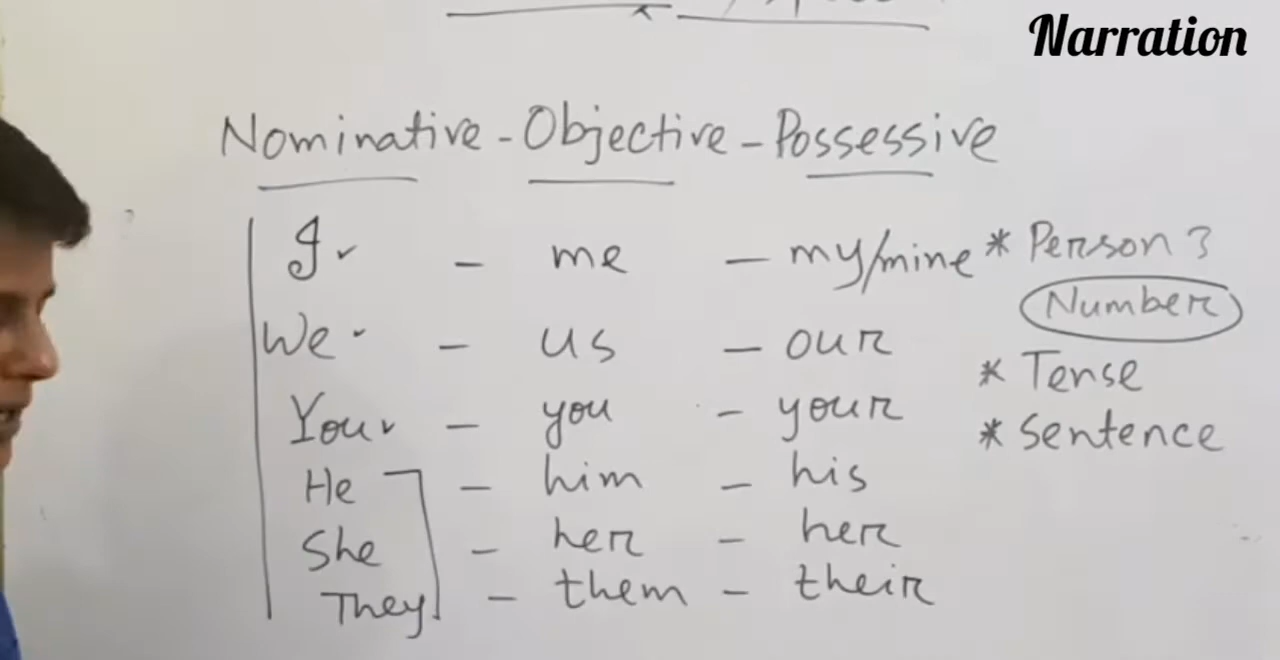 Narration
Nominative - Objective - Possessive
I - me - my/mine
We - us - our
You - you - your
He - him - his
She - her - her
They - them - their
* Person 3
Number
* Tense
* Sentence